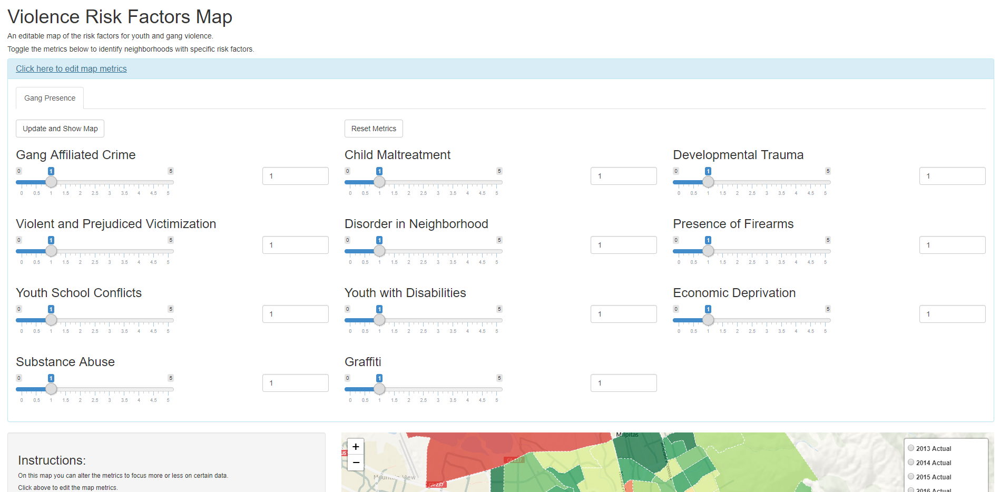 Violence Risk Factors Map
An editable map of the risk factors for youth and gang violence.
Toggle the metrics below to identify neighborhoods with specific risk factors.
Click here to edit map metrics
Gang Presence
Update and Show Map Reset Metrics
Gang Affiliated Crime Child Maltreatment Developmental Trauma
0 1 5 1 0 1 5 1 0 1 5 1
0 0.5 1 1.5 2 2.5 3 3.5 4 4.5 5 0 0.5 1 1.5 2 2.5 3 3.5 4 4.5 5 0 0.5 1 1.5 2 2.5 3 3.5 4 4.5 5
Violent and Prejudiced Victimization Disorder in Neighborhood Presence of Firearms
0 1 5 1 0 1 5 1 0 1 5 1
0 0.5 1 1.5 2 2.5 3 3.5 4 4.5 5 0 0.5 1 1.5 2 2.5 3 3.5 4 4.5 5 0 0.5 1 1.5 2 2.5 3 3.5 4 4.5 5
Youth School Conflicts Youth with Disabilities Economic Deprivation
0 1 5 1 0 1 5 1 0 1 5 1
0 0.5 1 1.5 2 2.5 3 3.5 4 4.5 5 0 0.5 1 1.5 2 2.5 3 3.5 4 4.5 5 0 0.5 1 1.5 2 2.5 3 3.5 4 4.5 5
Substance Abuse Graffiti
0 1 5 1 0 1 5 1
0 0.5 1 1.5 2 2.5 3 3.5 4 4.5 5 0 0.5 1 1.5 2 2.5 3 3.5 4 4.5 5
Instructions:
On this map you can alter the metrics to focus more or less on certain data.
Click above to edit the map metrics.
+
−
Milpitas
CA 237
Mountain View
CA 237
2013 Actual
2014 Actual
2015 Actual
2016 Actual